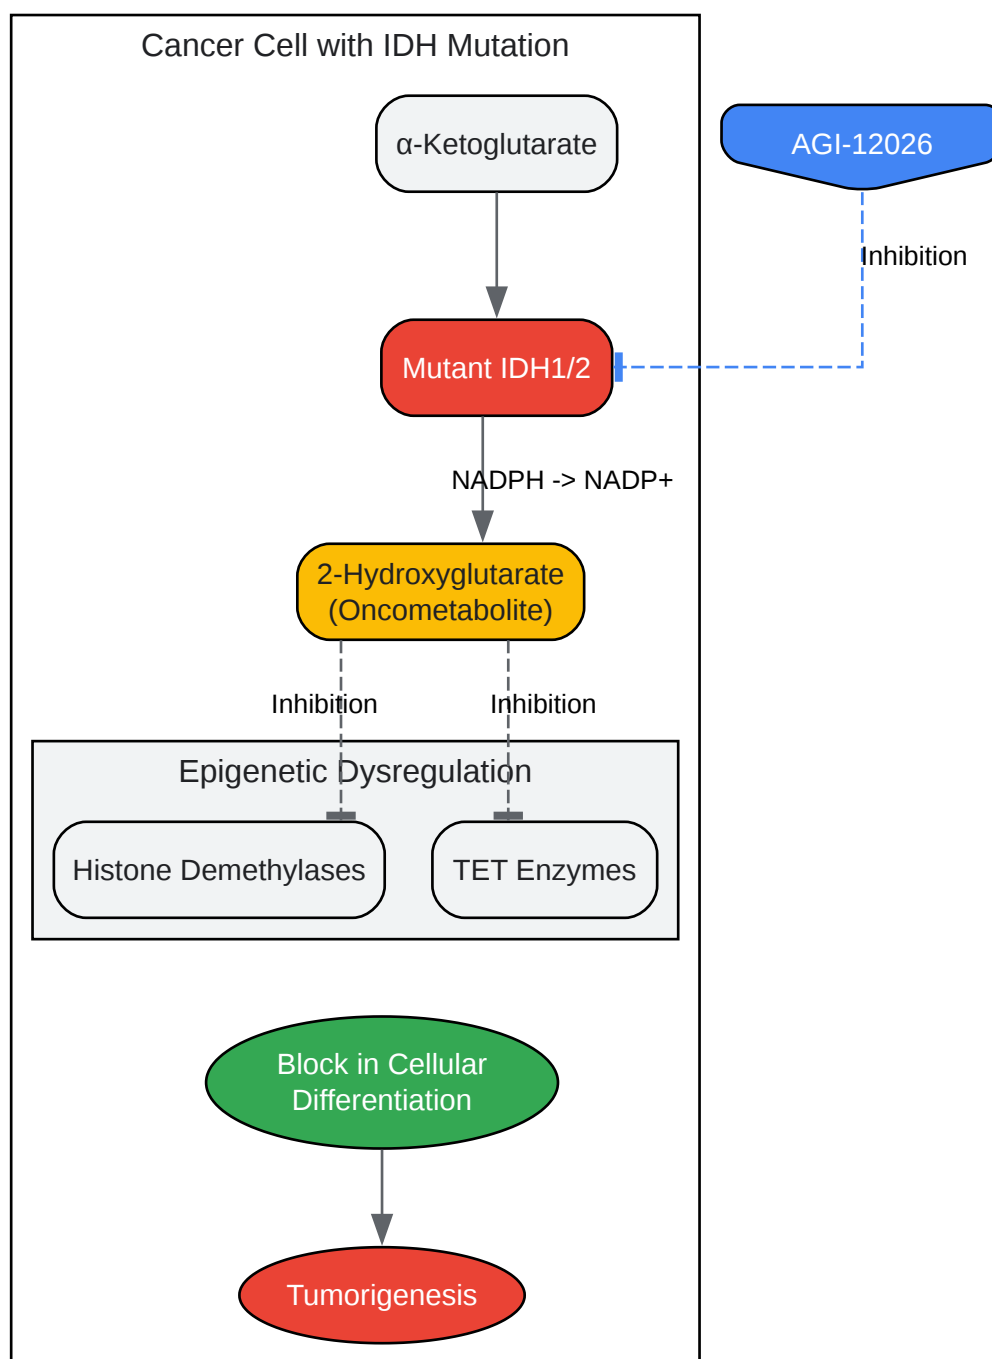 Cancer Cell with IDH Mutation
α-Ketoglutarate
AGI-12026
Inhibition
Mutant IDH1/2
NADPH -> NADP+
2-Hydroxyglutarate
(Oncometabolite)
Inhibition
Inhibition
Epigenetic Dysregulation
Histone Demethylases
TET Enzymes
Block in Cellular
Differentiation
Tumorigenesis